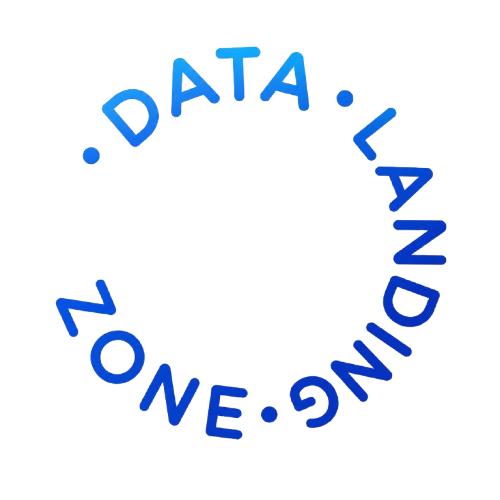 · DATA · LANDING · ZONE